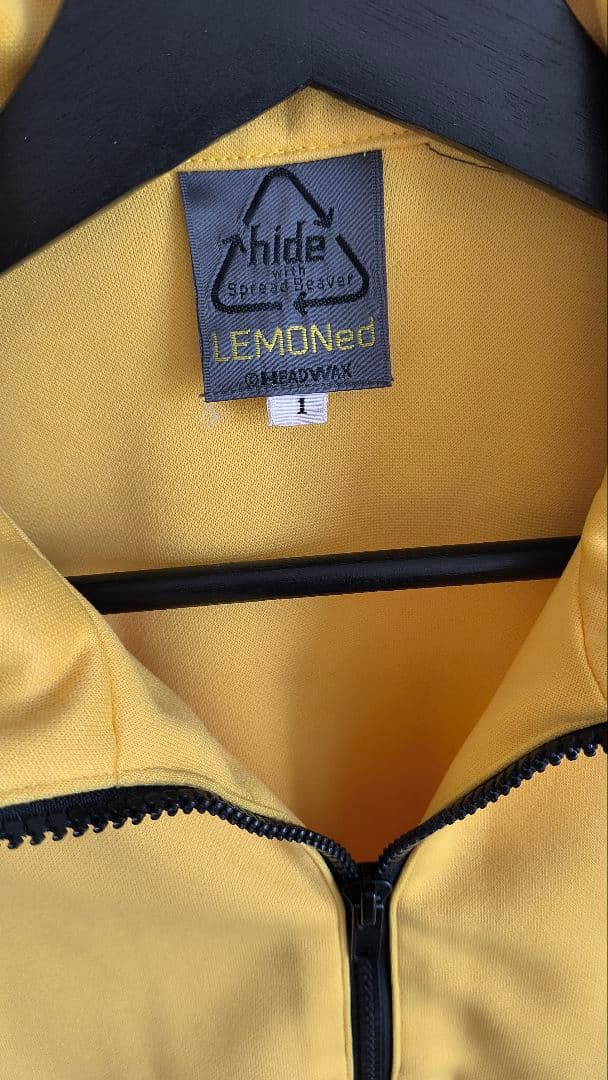 hide
with
Spread Beaver
LEMONed
©HEADWAX
1